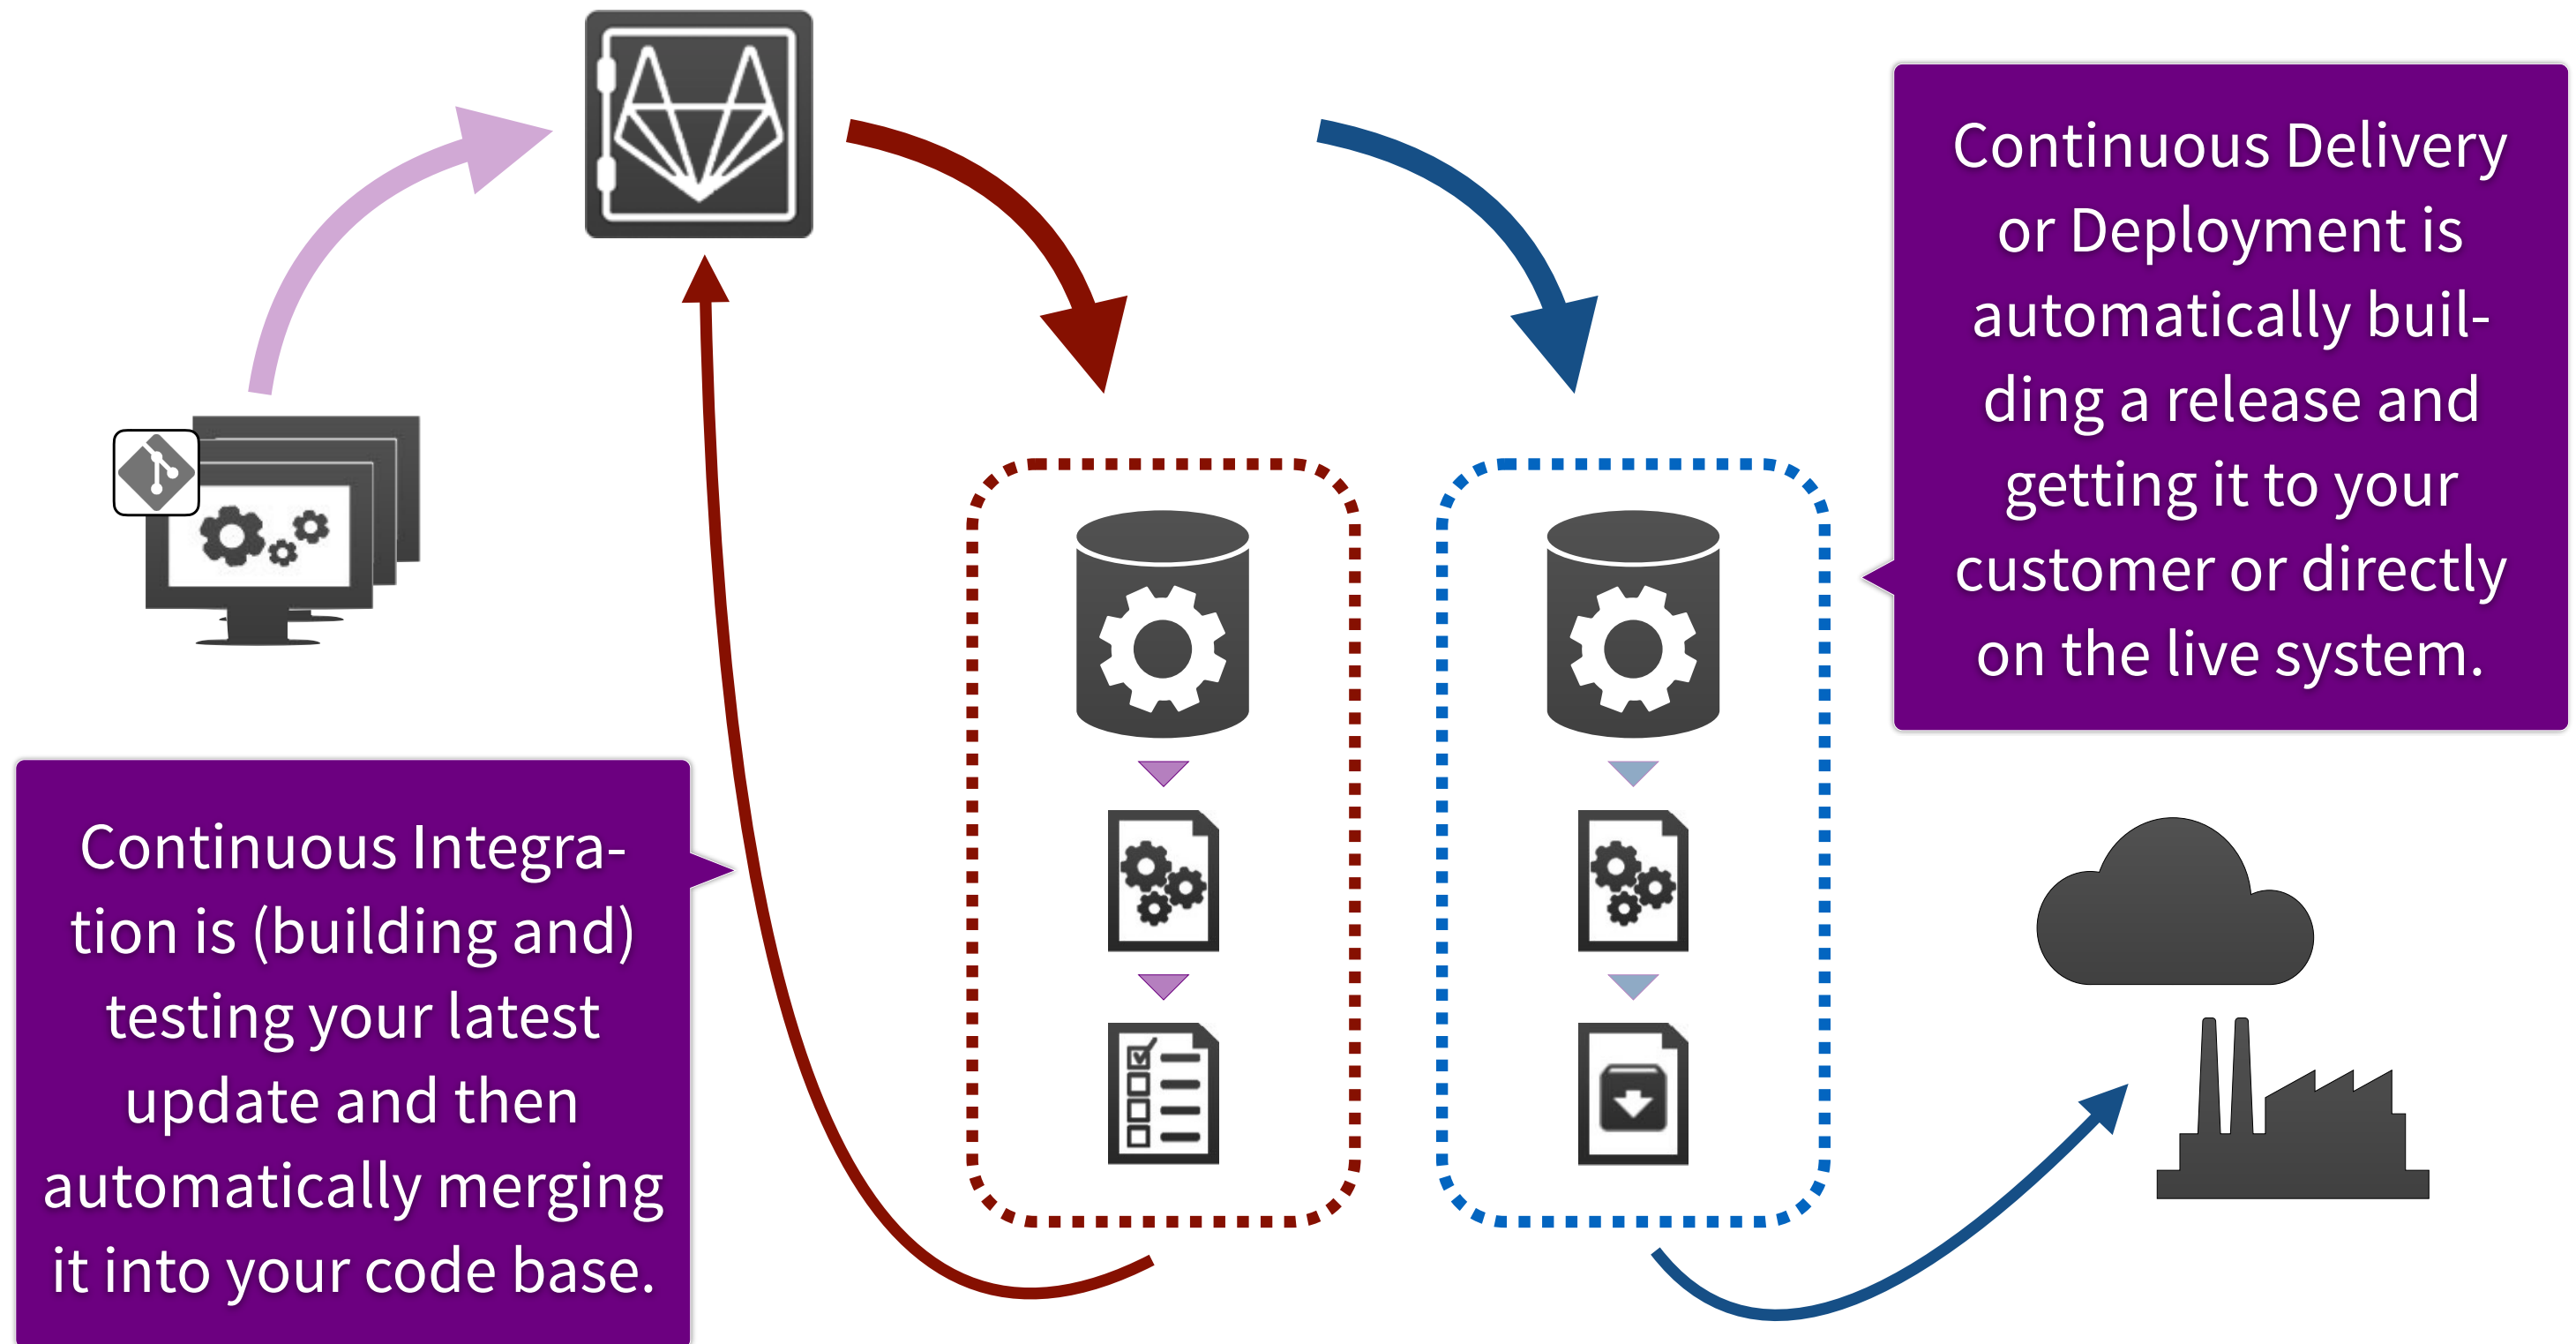 Continuous Delivery
or Deployment is
automatically buil-
ding a release and
getting it to your
customer or directly
on the live system.
Continuous Integra-
tion is (building and)
testing your latest
update and then
automatically merging
it into your code base.